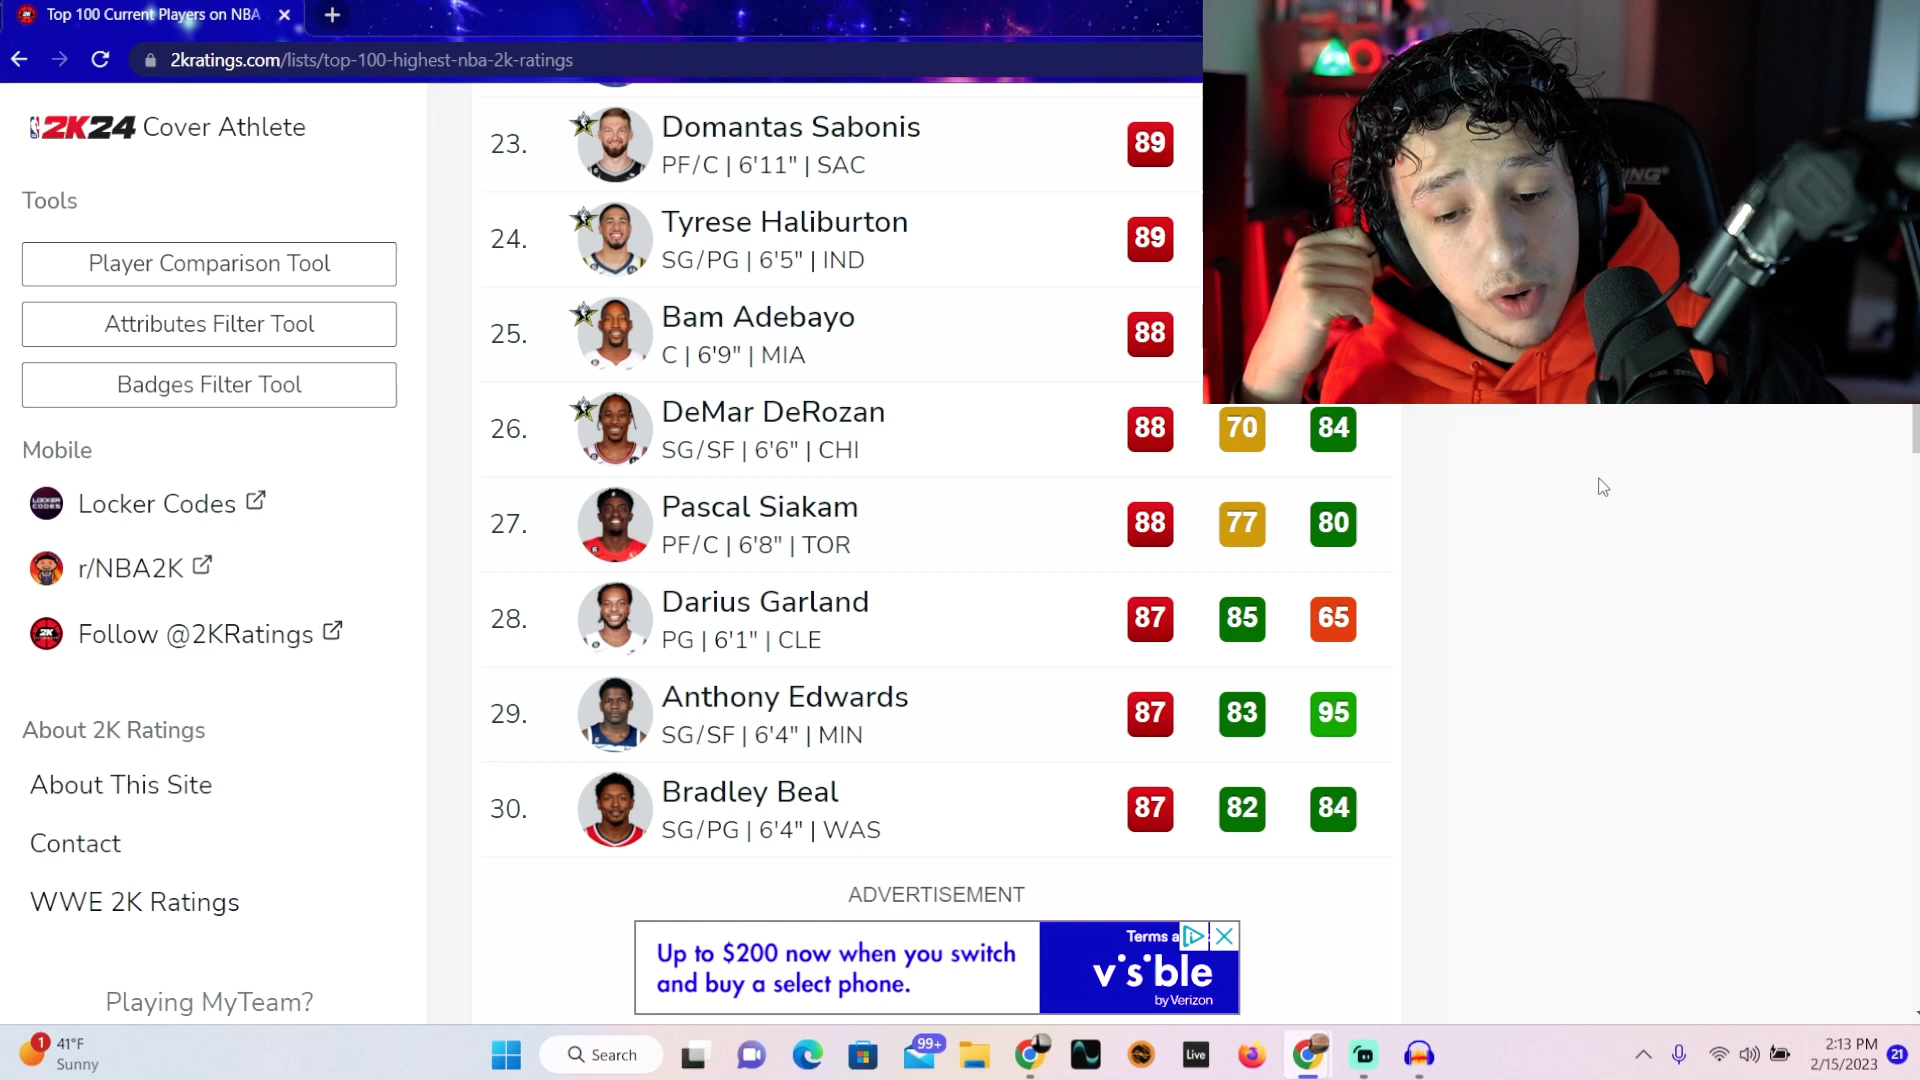 Top 100 Current Players on NBA
2kratings.com/lists/top-100-highest-nba-2k-ratings
2K24 Cover Athlete
Tools
Player Comparison Tool
Attributes Filter Tool
Badges Filter Tool
Mobile
LOCKER CODES
Locker Codes
r/NBA2K
2K
Follow @2KRatings
About 2K Ratings
About This Site
Contact
WWE 2K Ratings
Playing MyTeam?
23. Domantas Sabonis 89
PF/C | 6'11" | SAC
24. Tyrese Haliburton 89
SG/PG | 6'5" | IND
25. Bam Adebayo 88
C | 6'9" | MIA
26. DeMar DeRozan 88 70 84
SG/SF | 6'6" | CHI
27. Pascal Siakam 88 77 80
PF/C | 6'8" | TOR
28. Darius Garland 87 85 65
PG | 6'1" | CLE
29. Anthony Edwards 87 83 95
SG/SF | 6'4" | MIN
30. Bradley Beal 87 82 84
SG/PG | 6'4" | WAS
ADVERTISEMENT
Up to $200 now when you switch
and buy a select phone.
Terms a
visible
by Verizon
1
41°F
Sunny
Search
99+
Live
2:13 PM
2/15/2023
21